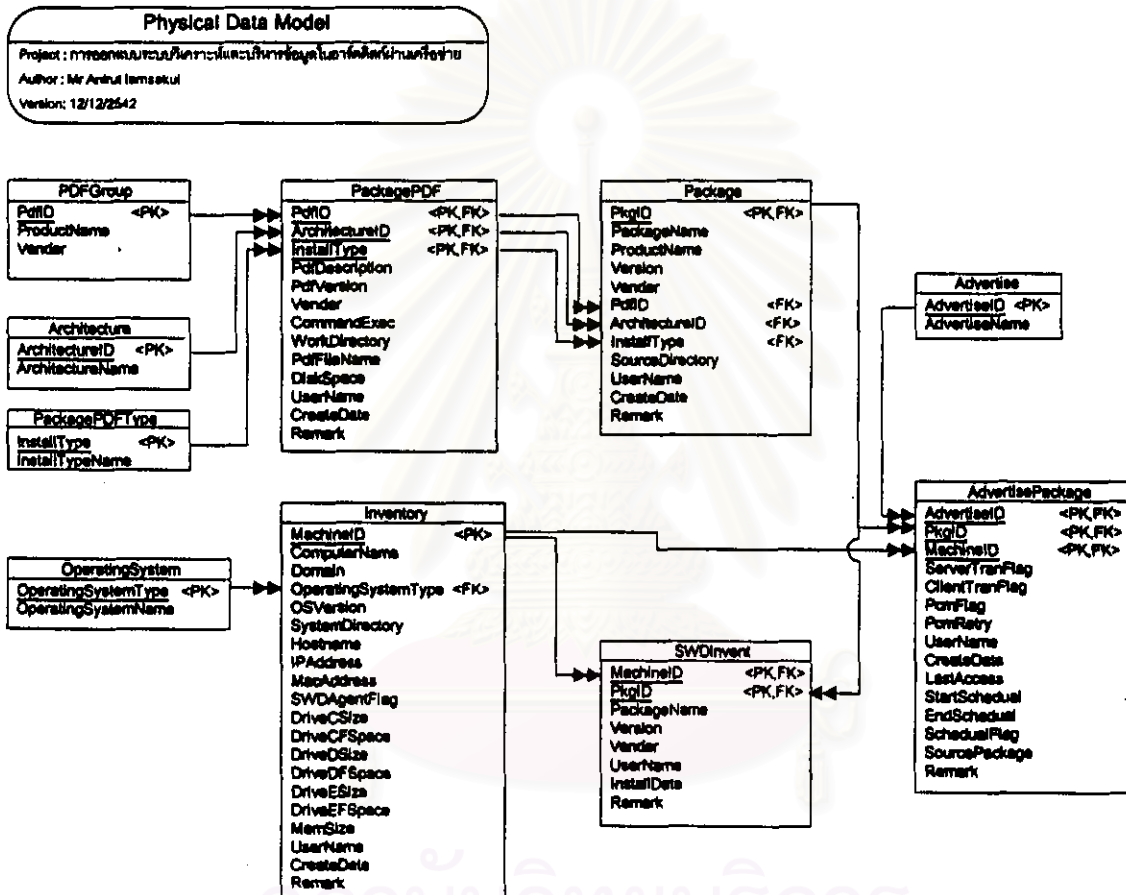 Physical Data Model
Project : การออกแบบระบบวิเคราะห์และบริหารข้อมูลในฮาร์ดดิสก์ผ่านเครือข่าย
Author : Mr Anirut Iamsakul
Version: 12/12/2542
PDFGroup
PdfID <PK>
ProductName
Vender
Architecture
ArchitectureID <PK>
ArchitectureName
PackagePDFType
InstallType <PK>
InstallTypeName
PackagePDF
PdfID <PK,FK>
ArchitectureID <PK,FK>
InstallType <PK,FK>
PdfDescription
PdfVersion
Vender
CommandExec
WorkDirectory
PdfFileName
DiskSpace
UserName
CreateDate
Remark
Package
PkgID <PK,FK>
PackageName
ProductName
Version
Vender
PdfID <FK>
ArchitectureID <FK>
InstallType <FK>
SourceDirectory
UserName
CreateDate
Remark
Advertise
AdvertiseID <PK>
AdvertiseName
OperatingSystem
OperatingSystemType <PK>
OperatingSystemName
Inventory
MachineID <PK>
ComputerName
Domain
OperatingSystemType <FK>
OSVersion
SystemDirectory
Hostname
IPAddress
MacAddress
SWDAgentFlag
DriveCSize
DriveCFSpace
DriveDSize
DriveDFSpace
DriveESize
DriveEFSpace
MemSize
UserName
CreateDate
Remark
SWDInvent
MachineID <PK,FK>
PkgID <PK,FK>
PackageName
Version
Vender
UserName
InstallDate
Remark
AdvertisePackage
AdvertiseID <PK,FK>
PkgID <PK,FK>
MachineID <PK,FK>
ServerTranFlag
ClientTranFlag
PcmFlag
PcmRetry
UserName
CreateDate
LastAccess
StartSchedual
EndSchedual
SchedualFlag
SourcePackage
Remark